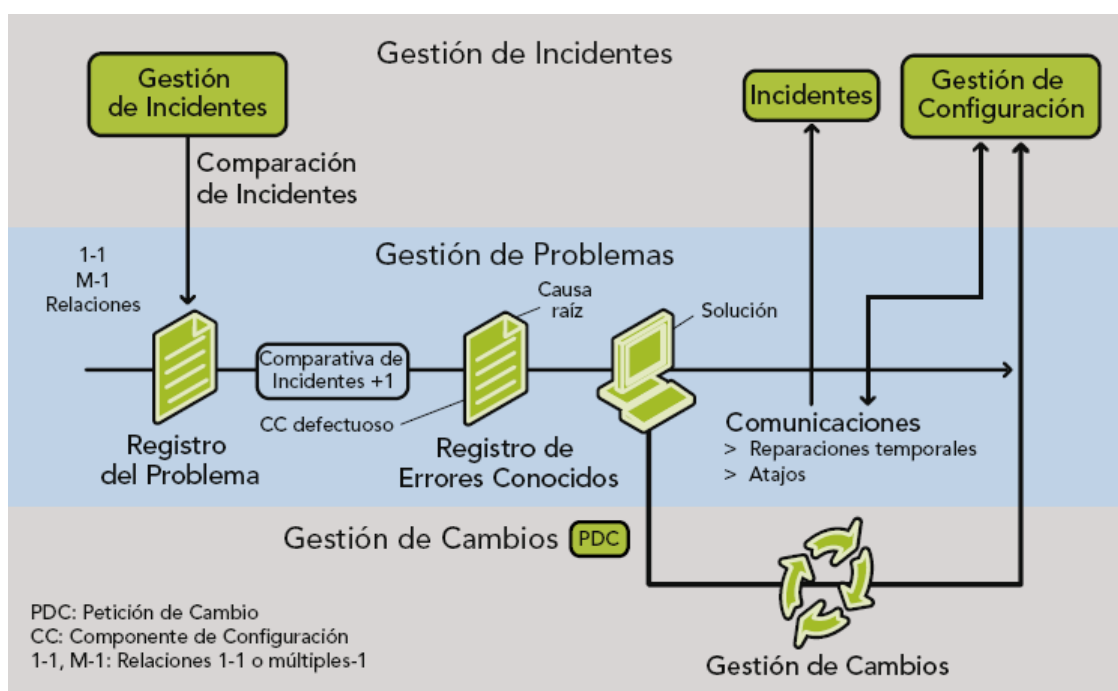 Gestión de Incidentes
Gestión
de Incidentes
Incidentes
Gestión de
Configuración
Comparación
de Incidentes
Gestión de Problemas
1-1
M-1
Relaciones
Causa
raíz
Solución
Comparativa de
Incidentes +1
CC defectuoso
Registro
del Problema
Registro de
Errores Conocidos
Comunicaciones
> Reparaciones temporales
> Atajos
Gestión de Cambios PDC
PDC: Petición de Cambio
CC: Componente de Configuración
1-1, M-1: Relaciones 1-1 o múltiples-1
Gestión de Cambios